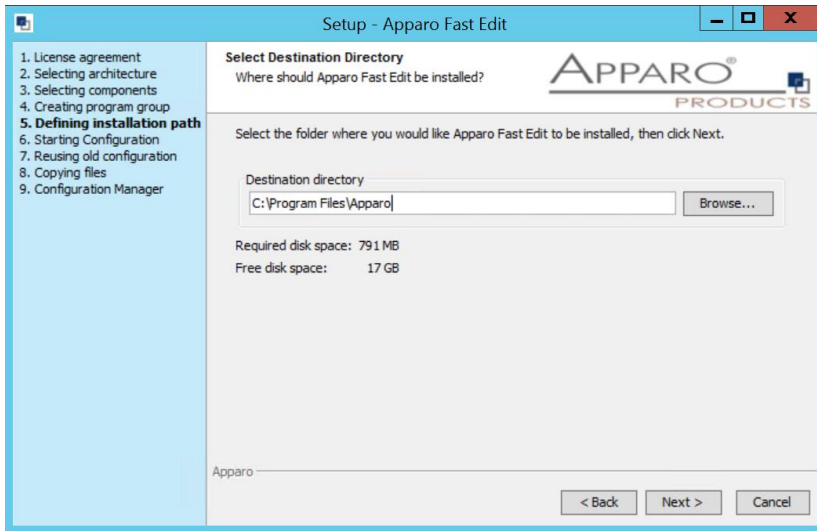 Setup - Apparo Fast Edit
1. License agreement
2. Selecting architecture
3. Selecting components
4. Creating program group
5. Defining installation path
6. Starting Configuration
7. Reusing old configuration
8. Copying files
9. Configuration Manager
Select Destination Directory
Where should Apparo Fast Edit be installed?
APPARO®
PRODUCTS
Select the folder where you would like Apparo Fast Edit to be installed, then click Next.
Destination directory
C:\Program Files\Apparo
Browse...
Required disk space: 791 MB
Free disk space: 17 GB
Apparo
< Back Next > Cancel